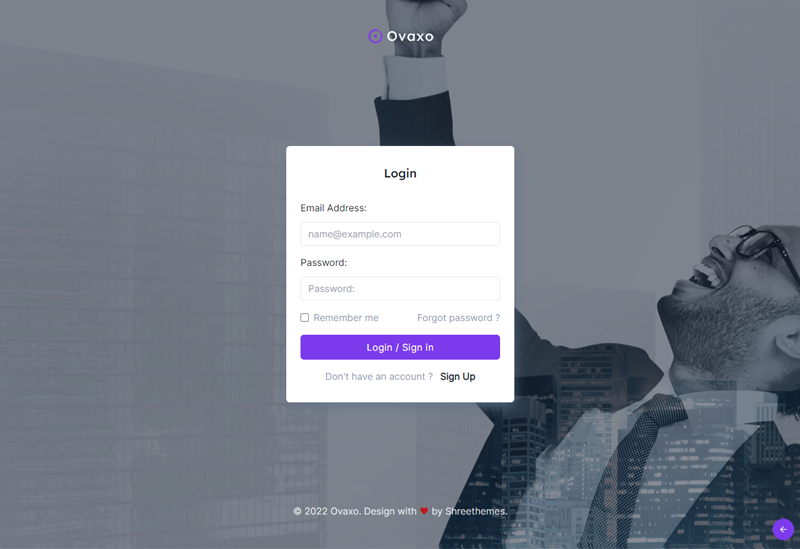 Ovaxo
Login
Email Address:
name@example.com
Password:
Password:
Remember me
Forgot password ?
Login / Sign in
Don't have an account ? Sign Up
© 2022 Ovaxo. Design with ❤ by Shreethemes.